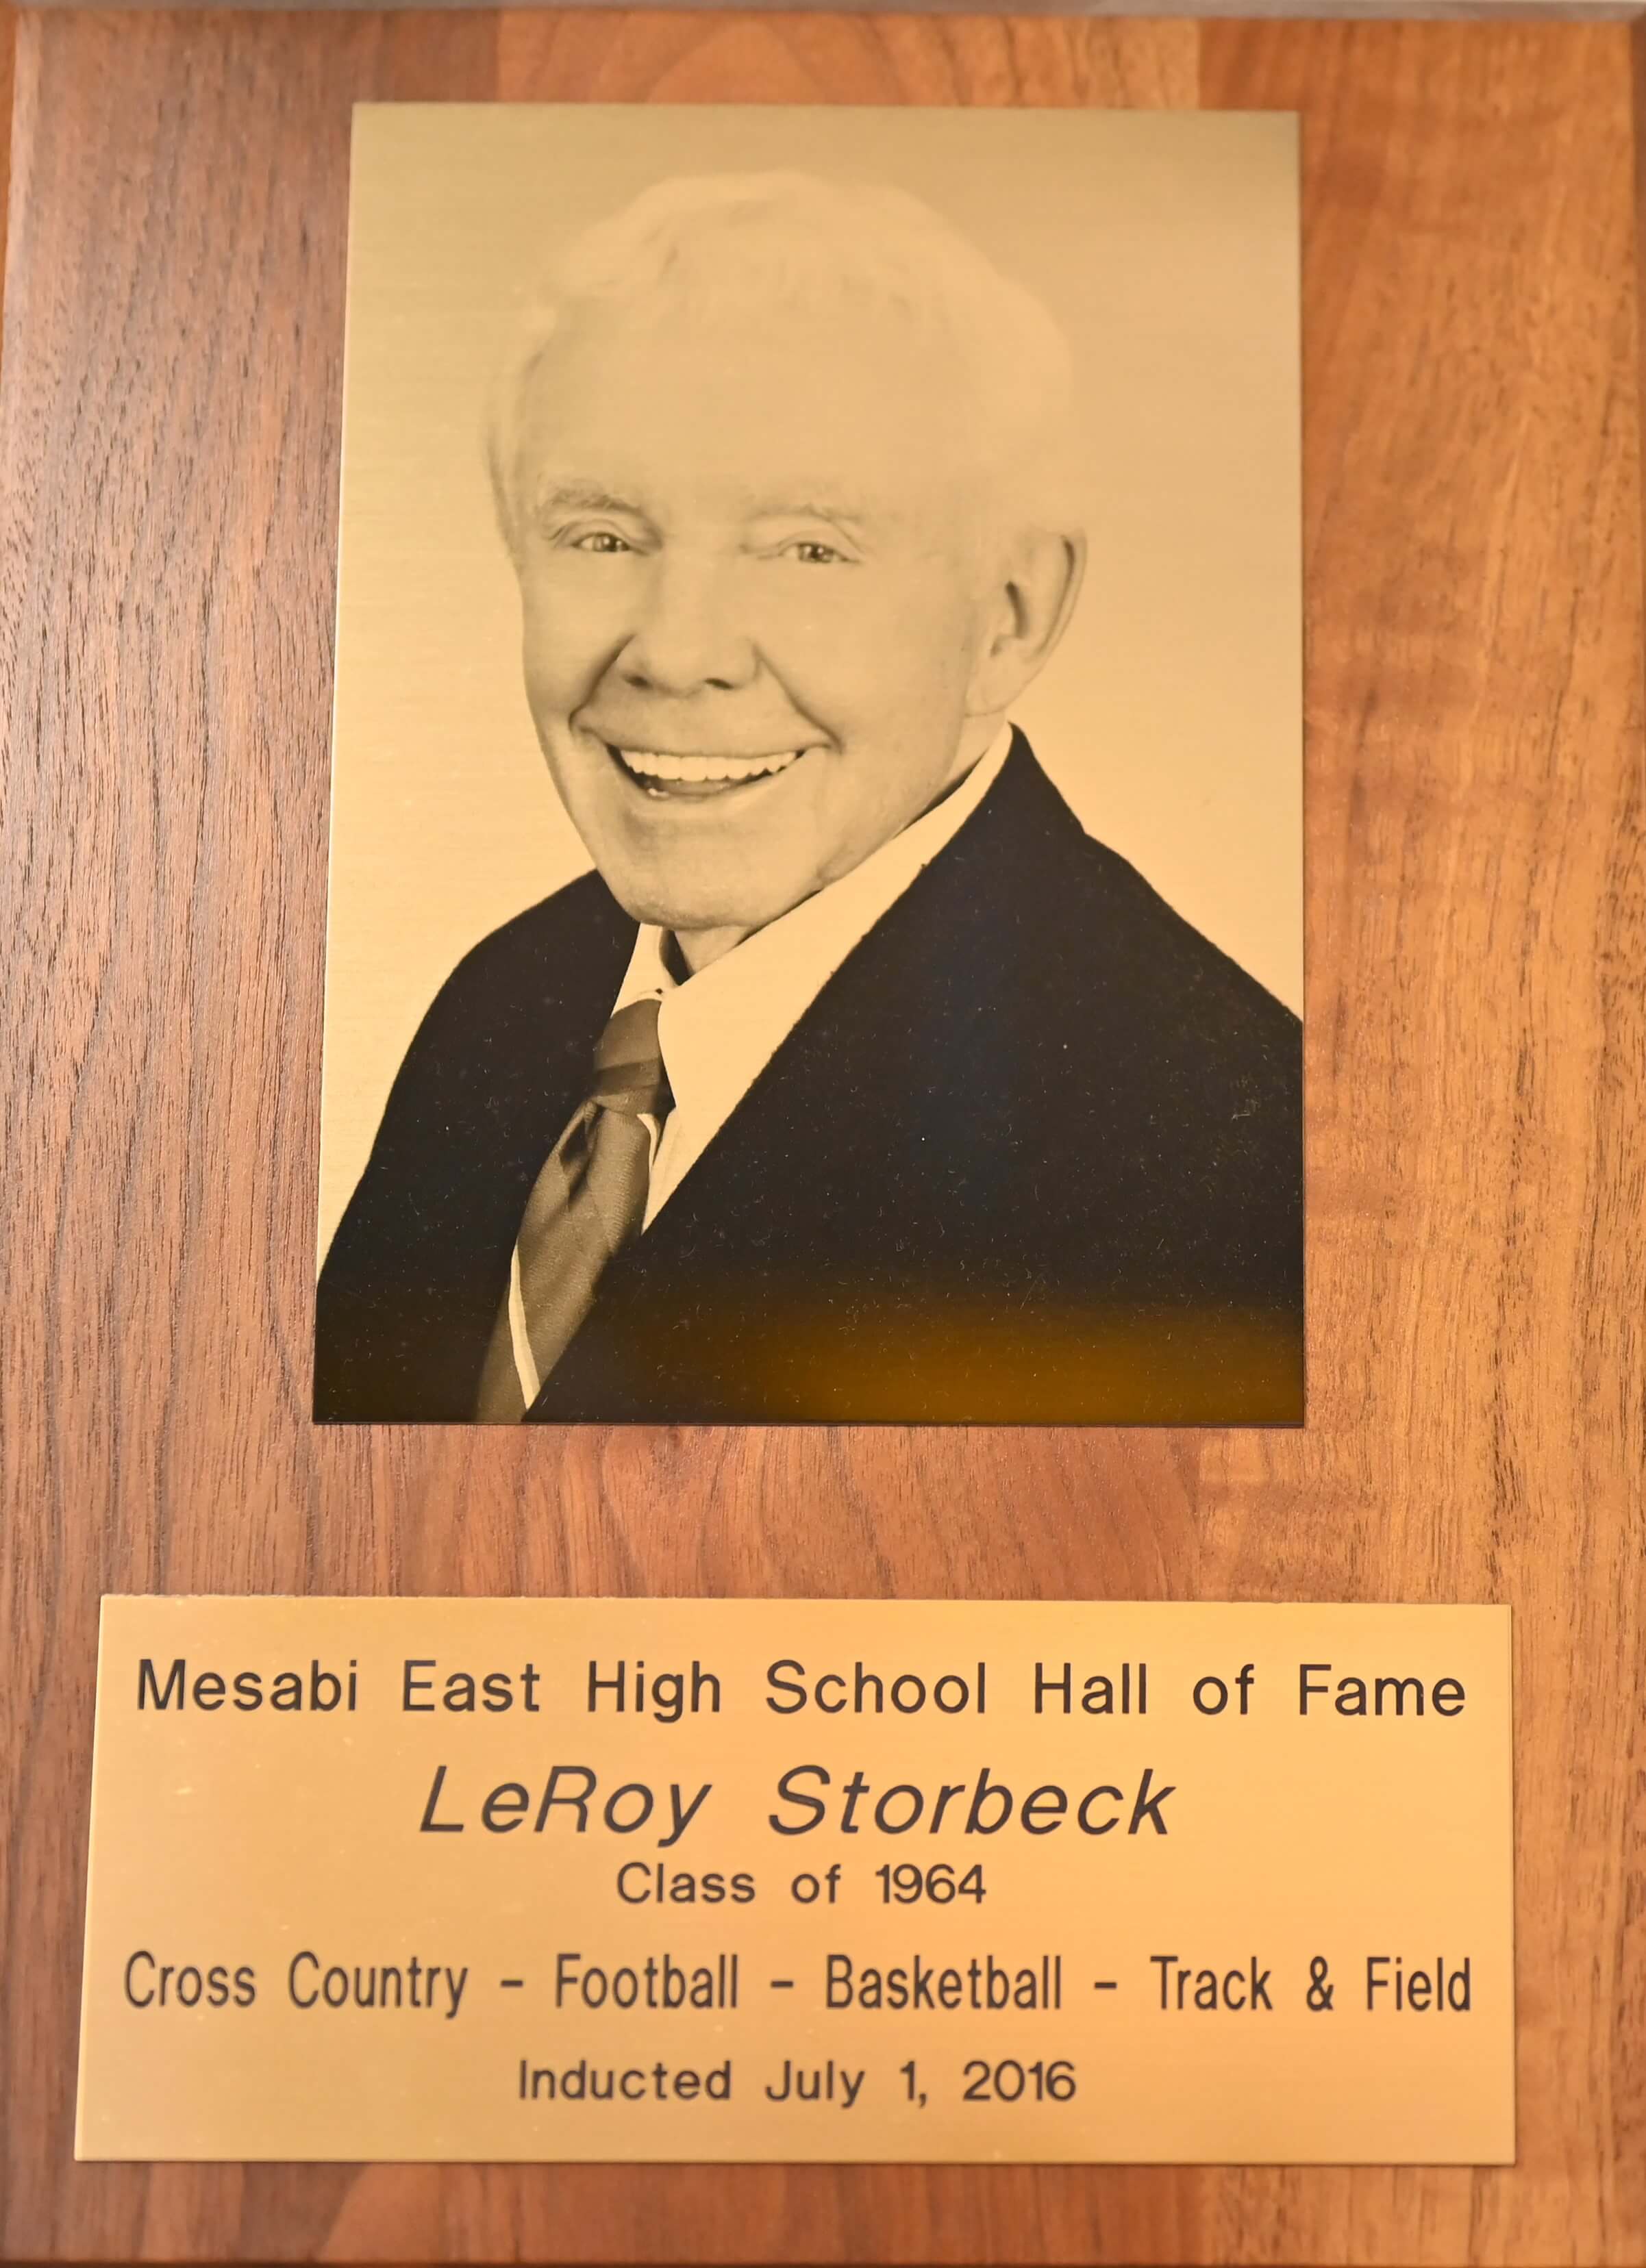 Mesabi East High School Hall of Fame
LeRoy Storbeck
Class of 1964
Cross Country - Football - Basketball - Track & Field
Inducted July 1, 2016